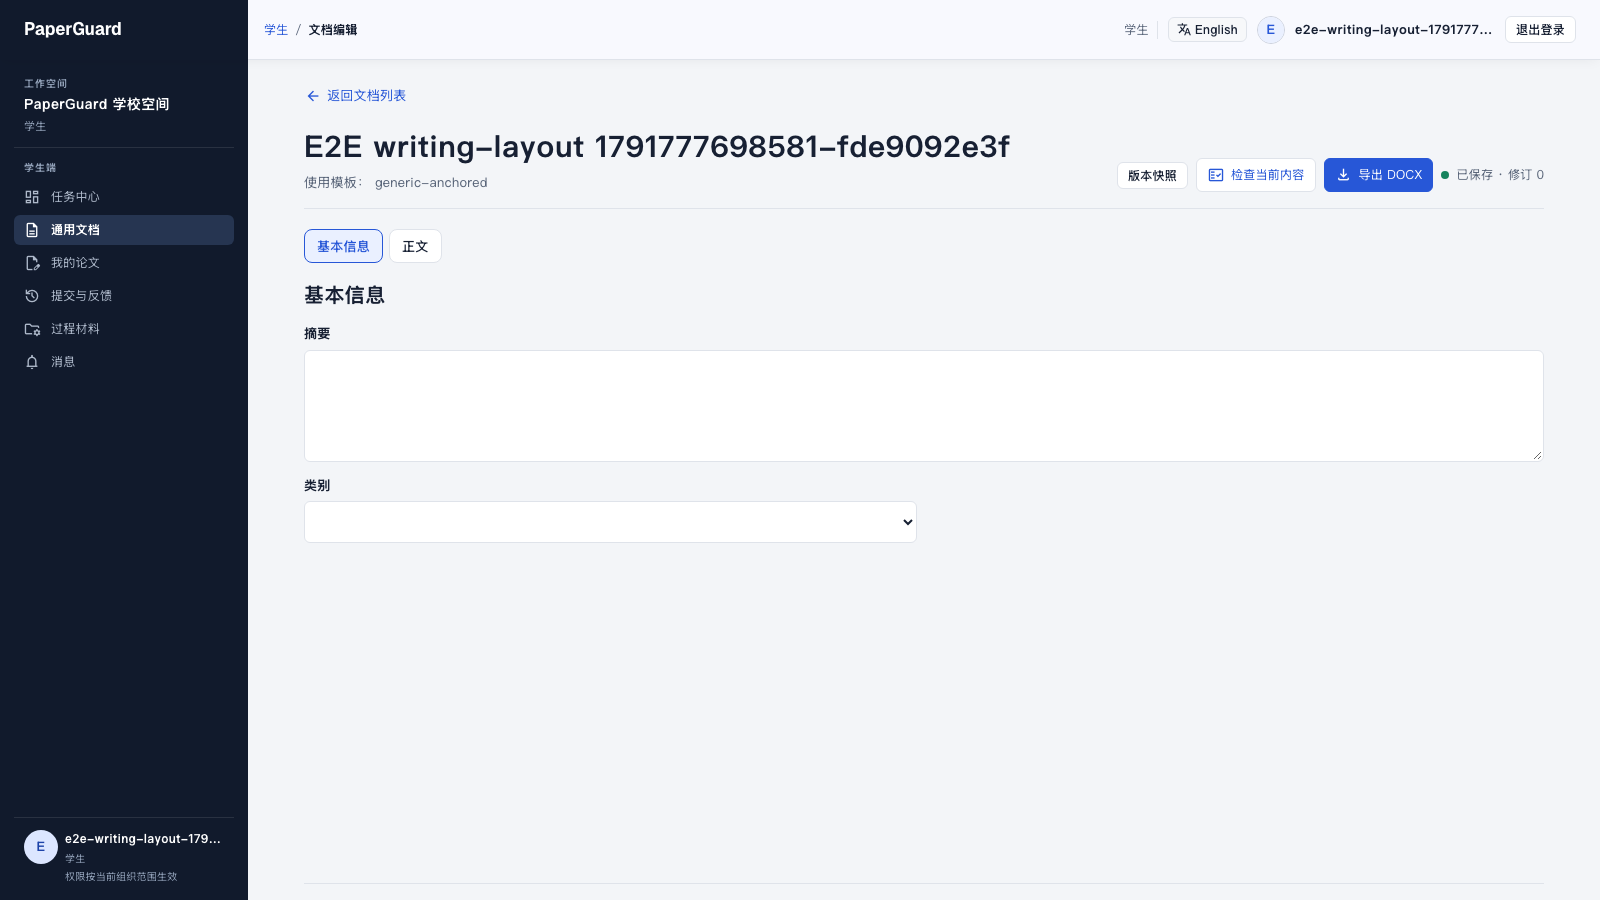 PaperGuard
工作空间
PaperGuard 学校空间
学生
学生端
任务中心
通用文档
我的论文
提交与反馈
过程材料
消息
E
e2e-writing-layout-179...
学生
权限按当前组织范围生效
学生 / 文档编辑
学生
English
E
e2e-writing-layout-1791777...
退出登录
返回文档列表
E2E writing-layout 1791777698581-fde9092e3f
使用模板： generic-anchored
版本快照
检查当前内容
导出 DOCX
已保存 · 修订 0
基本信息
正文
基本信息
摘要
类别